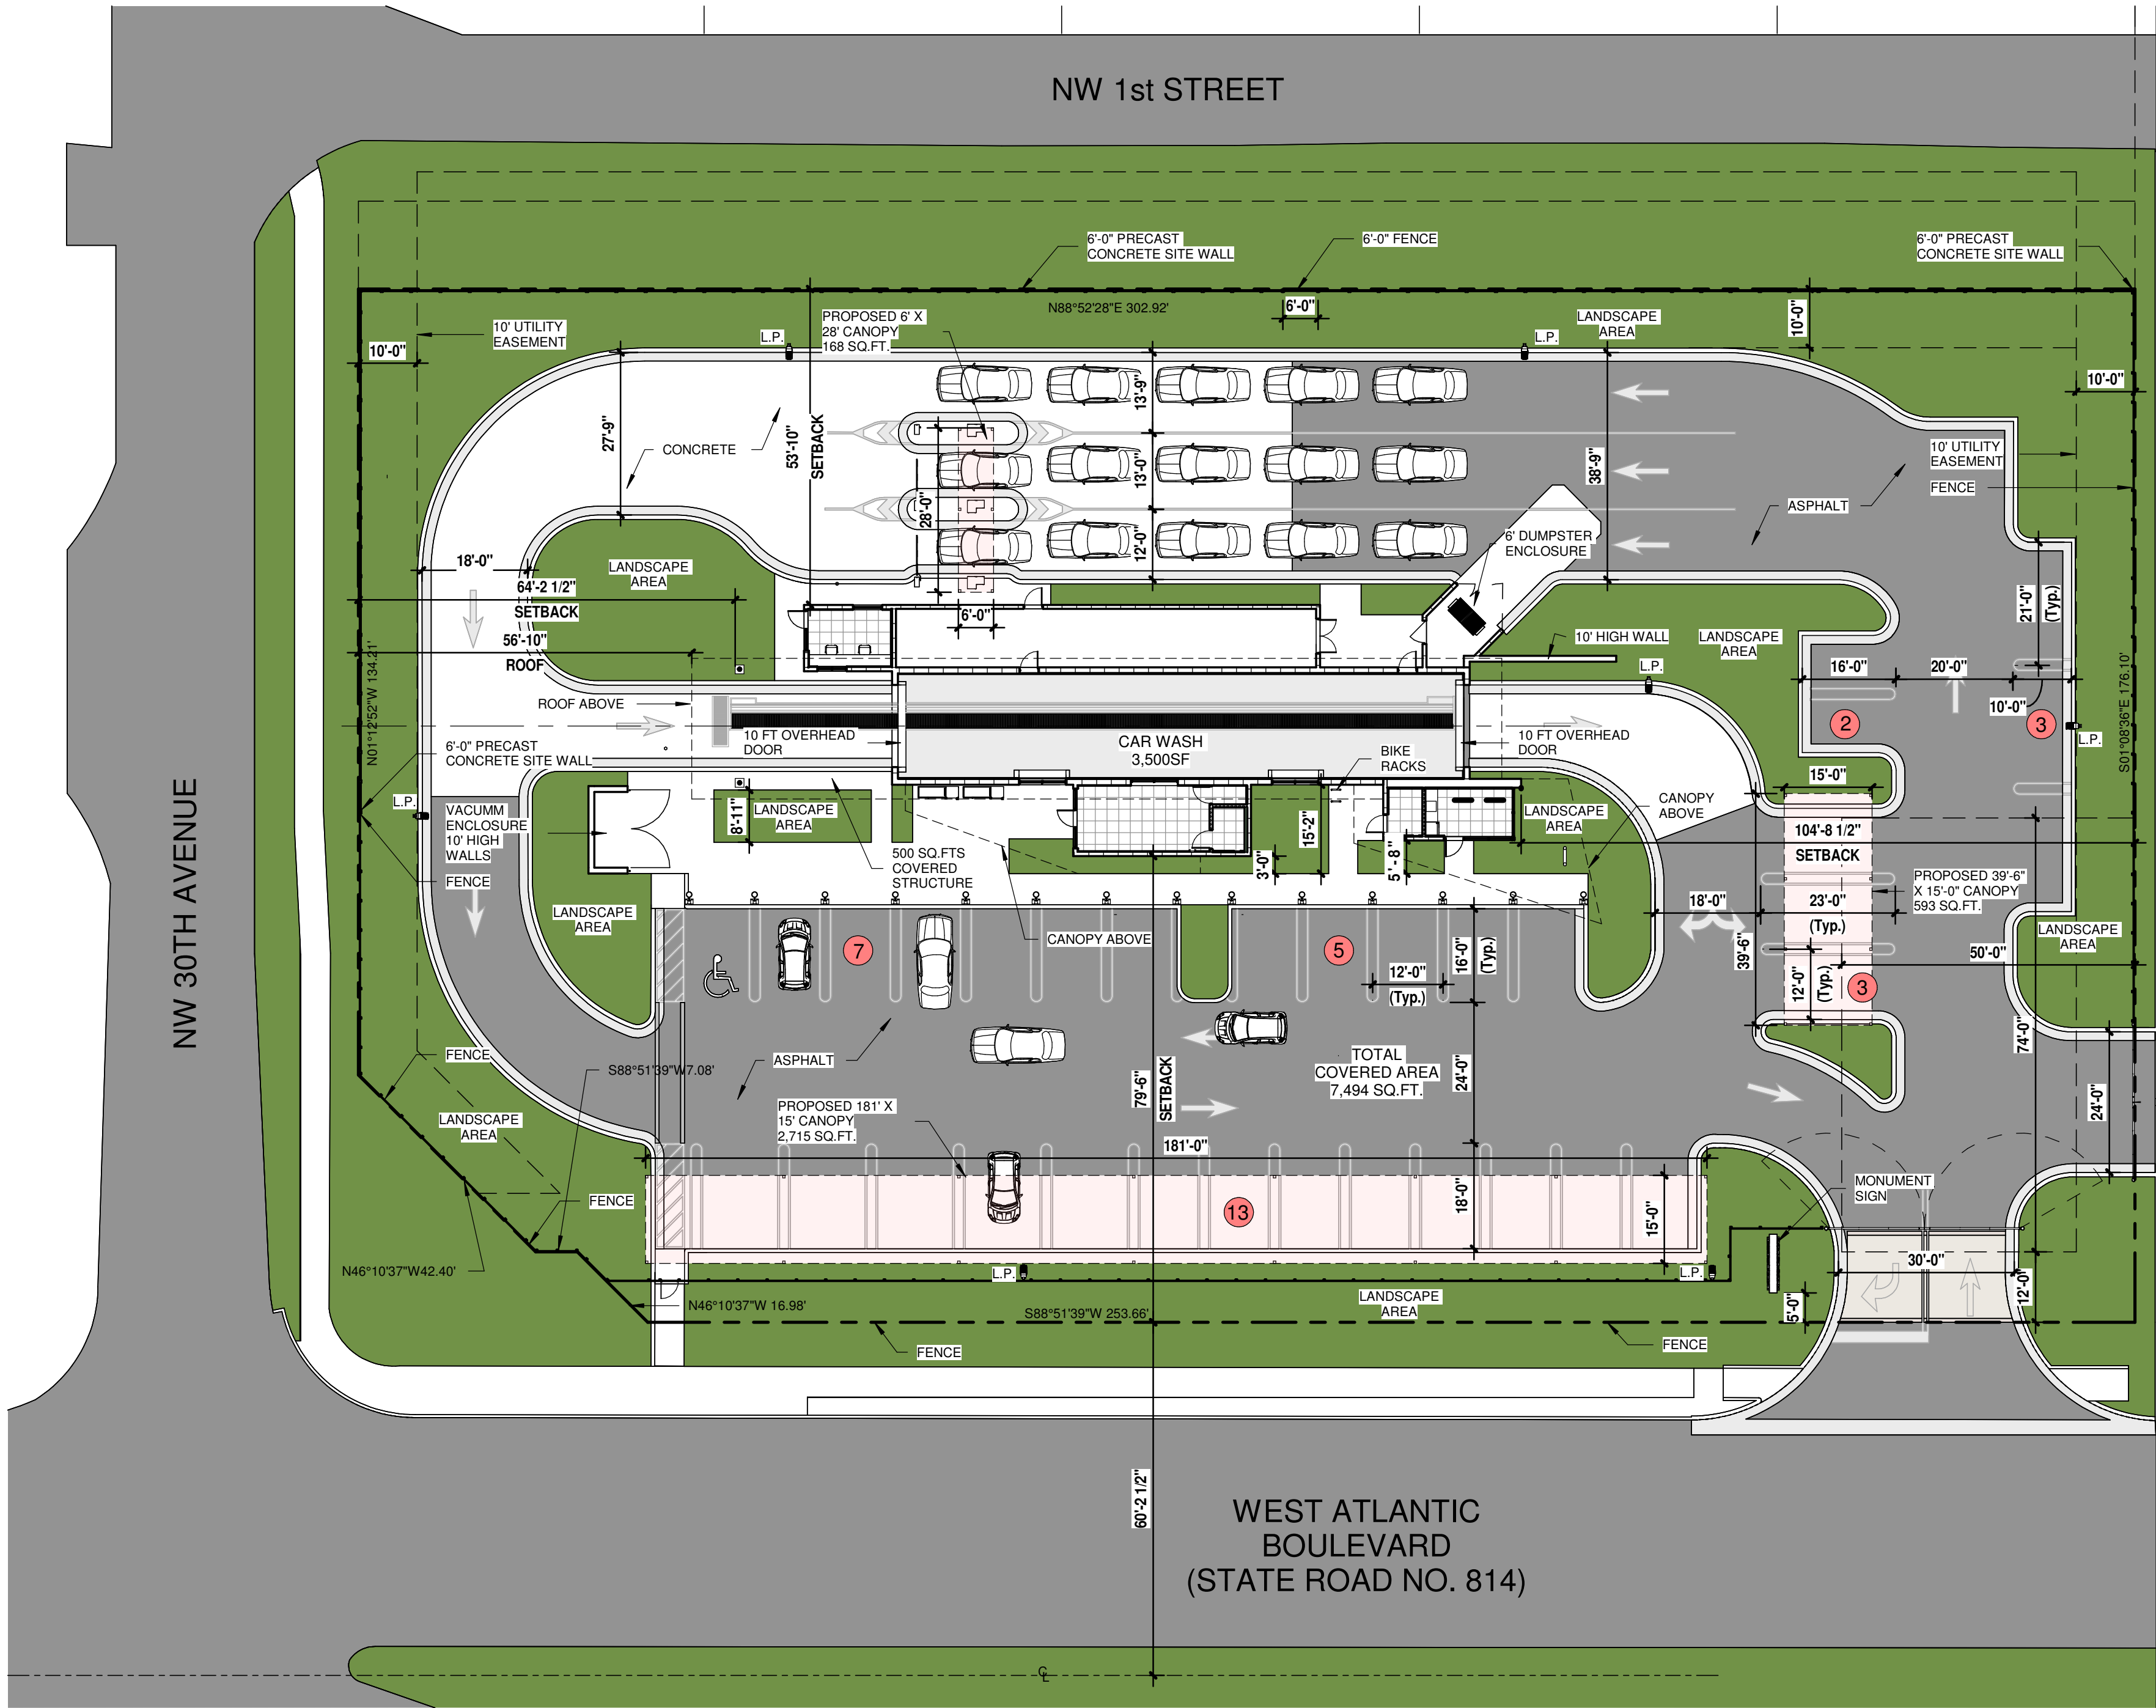 NW 1st STREET
6'-0" PRECAST
CONCRETE SITE WALL
6'-0" FENCE
6'-0" PRECAST
CONCRETE SITE WALL
N88°52'28"E 302.92'
6'-0"
10'-0"
LANDSCAPE
AREA
10' UTILITY
EASEMENT
10'-0"
L.P.
PROPOSED 6' X
28' CANOPY
168 SQ.FT.
L.P.
10'-0"
13'-9"
27'-9"
CONCRETE
53'-10"
SETBACK
13'-0"
38'-9"
10' UTILITY
EASEMENT
FENCE
ASPHALT
28'-0"
12'-0"
6' DUMPSTER
ENCLOSURE
18'-0"
LANDSCAPE
AREA
64'-2 1/2"
SETBACK
56'-10"
ROOF
6'-0"
10' HIGH WALL
LANDSCAPE
AREA
21'-0"
(Typ.)
L.P.
16'-0"
20'-0"
10'-0"
2
3
L.P.
N01°12'52"W 134.21'
S01°08'36"E 176.10'
ROOF ABOVE
10 FT OVERHEAD
DOOR
CAR WASH
3,500SF
BIKE
RACKS
10 FT OVERHEAD
DOOR
6'-0" PRECAST
CONCRETE SITE WALL
15'-0"
L.P.
VACUMM
ENCLOSURE
10' HIGH
WALLS
8'-11"
LANDSCAPE
AREA
15'-2"
LANDSCAPE
AREA
CANOPY
ABOVE
104'-8 1/2"
SETBACK
500 SQ.FTS
COVERED
STRUCTURE
3'-0"
5'-8"
PROPOSED 39'-6"
X 15'-0" CANOPY
593 SQ.FT.
FENCE
NW 30TH AVENUE
LANDSCAPE
AREA
18'-0"
23'-0"
(Typ.)
LANDSCAPE
AREA
7
CANOPY ABOVE
5
16'-0"
(Typ.)
12'-0"
(Typ.)
39'-6"
50'-0"
12'-0"
(Typ.)
3
74'-0"
FENCE
S88°51'39"W7.08'
ASPHALT
79'-6"
SETBACK
TOTAL
COVERED AREA
7,494 SQ.FT.
24'-0"
24'-0"
LANDSCAPE
AREA
PROPOSED 181' X
15' CANOPY
2,715 SQ.FT.
181'-0"
FENCE
13
18'-0"
15'-0"
MONUMENT
SIGN
N46°10'37"W42.40'
L.P.
L.P.
30'-0"
12'-0"
N46°10'37"W 16.98'
S88°51'39"W 253.66'
LANDSCAPE
AREA
5'-0"
FENCE
FENCE
60'-2 1/2"
WEST ATLANTIC
BOULEVARD
(STATE ROAD NO. 814)
CL